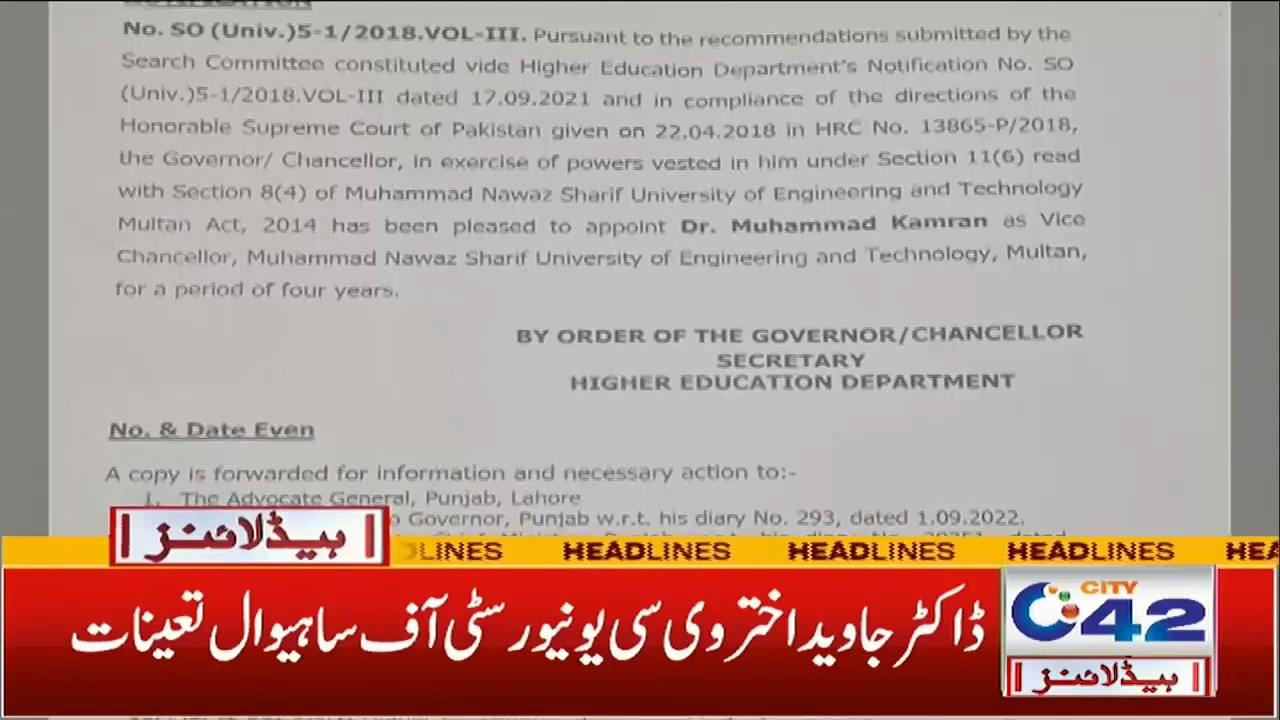 NOTIFICATION
No. SO (Univ.)5-1/2018.VOL-III. Pursuant to the recommendations submitted by the
Search Committee constituted vide Higher Education Department's Notification No. SO
(Univ.)5-1/2018.VOL-III dated 17.09.2021 and in compliance of the directions of the
Honorable Supreme Court of Pakistan given on 22.04.2018 in HRC No. 13865-P/2018,
the Governor/ Chancellor, in exercise of powers vested in him under Section 11(6) read
with Section 8(4) of Muhammad Nawaz Sharif University of Engineering and Technology
Multan Act, 2014 has been pleased to appoint Dr. Muhammad Kamran as Vice
Chancellor, Muhammad Nawaz Sharif University of Engineering and Technology, Multan,
for a period of four years.
BY ORDER OF THE GOVERNOR/CHANCELLOR
SECRETARY
HIGHER EDUCATION DEPARTMENT
No. & Date Even
A copy is forwarded for information and necessary action to:-
1. The Advocate General, Punjab, Lahore
Governor, Punjab w.r.t. his diary No. 293, dated 1.09.2022.
ہیڈلائنز
DLINES HEADLINES HEADLINES HEADLINES HEA
ڈاکٹر جاوید اختر وی سی یونیورسٹی آف ساہیوال تعینات
CITY
42
ہیڈلائنز